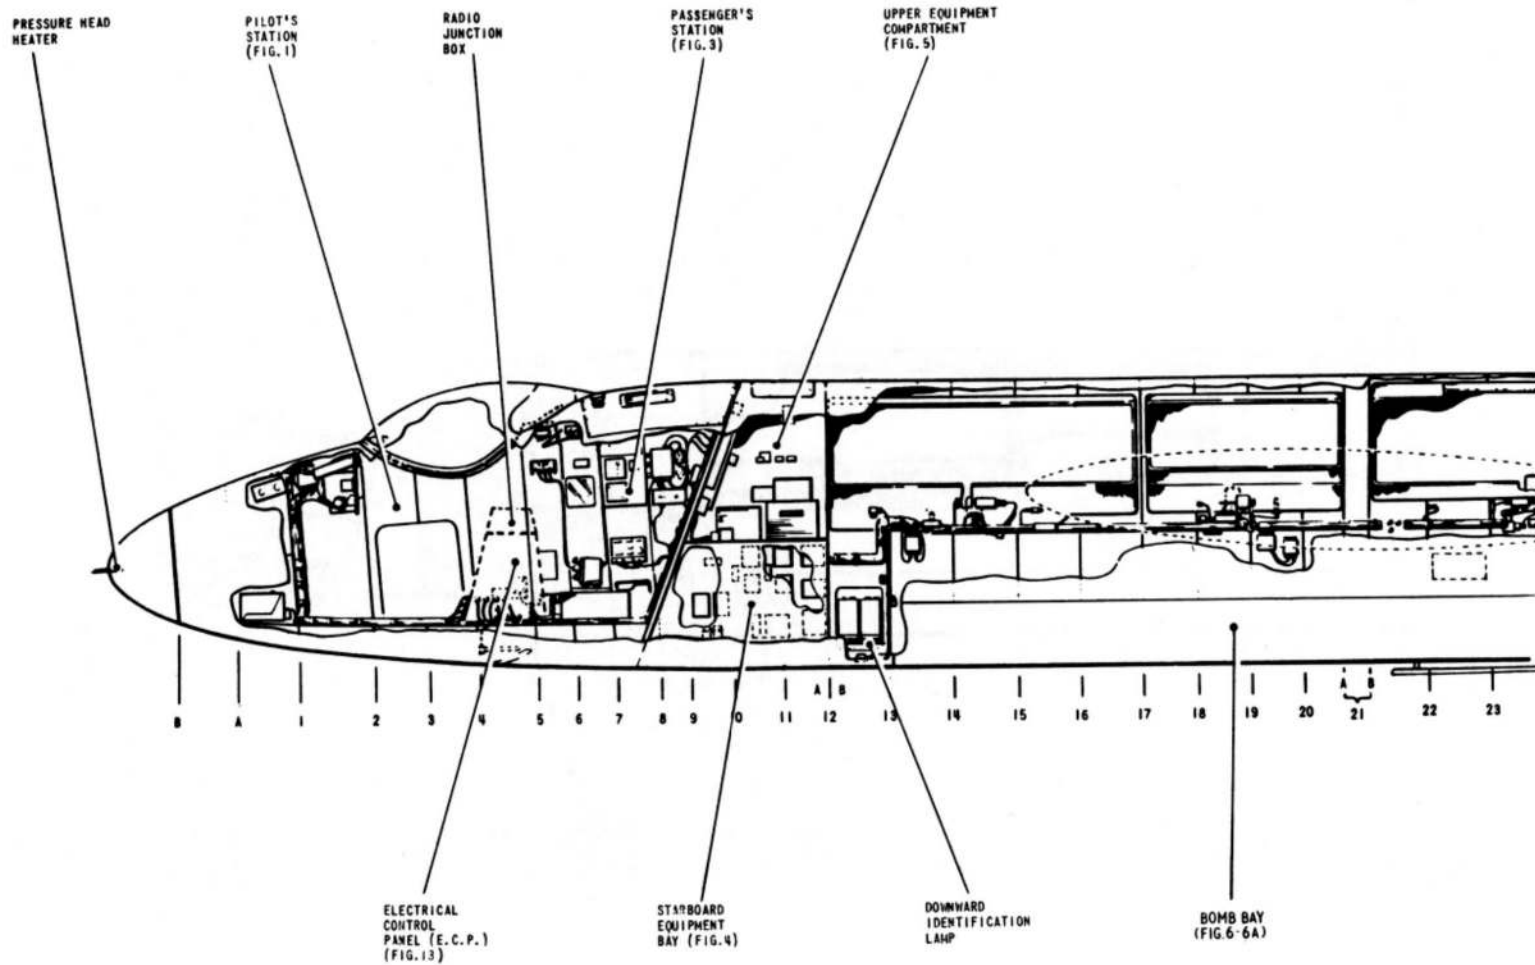 PRESSURE HEAD
HEATER
PILOT'S
STATION
(FIG.1)
RADIO
JUNCTION
BOX
PASSENGER'S
STATION
(FIG.3)
UPPER EQUIPMENT
COMPARTMENT
(FIG.5)
B A 1 2 3 4 5 6 7 8 9 10 11 A 12 B 13 14 15 16 17 18 19 20 A 21 B 22 23
ELECTRICAL
CONTROL
PANEL (E.C.P.)
(FIG.13)
STARBOARD
EQUIPMENT
BAY (FIG.4)
DOWNWARD
IDENTIFICATION
LAMP
BOMB BAY
(FIG.6-6A)